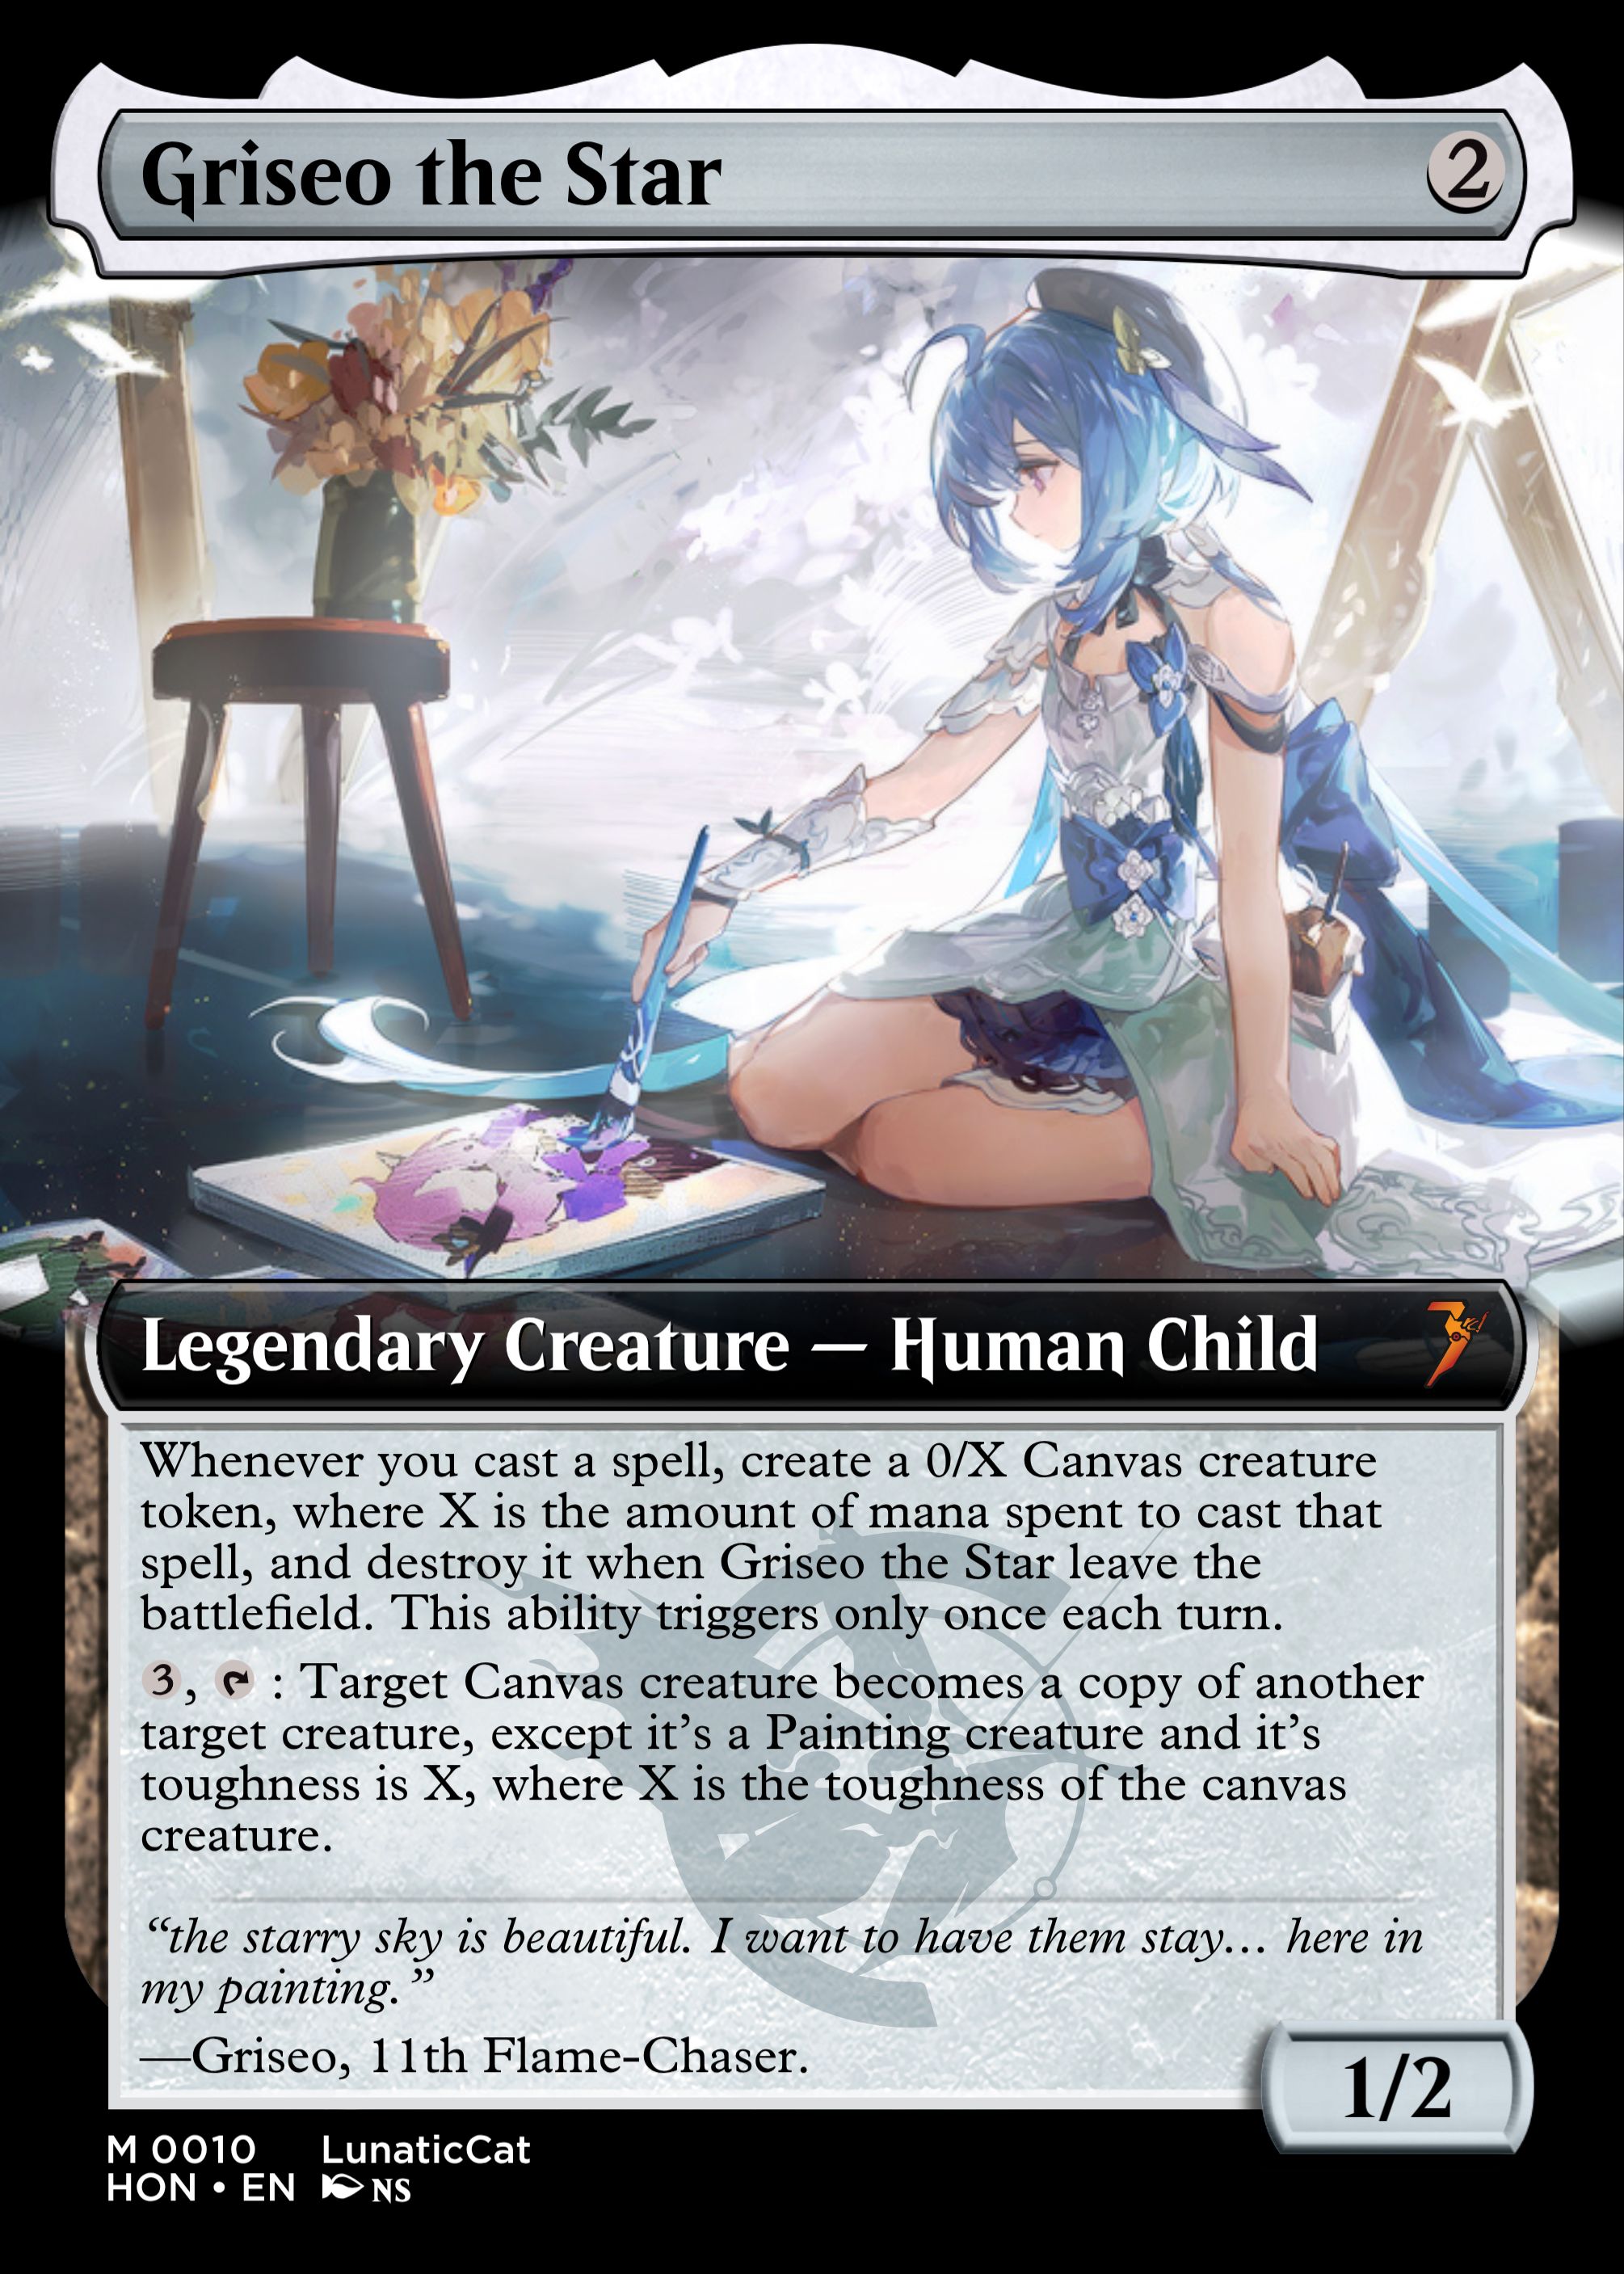 Griseo the Star
2
Legendary Creature — Human Child
Whenever you cast a spell, create a 0/X Canvas creature
token, where X is the amount of mana spent to cast that
spell, and destroy it when Griseo the Star leave the
battlefield. This ability triggers only once each turn.
3, : Target Canvas creature becomes a copy of another
target creature, except it’s a Painting creature and it’s
toughness is X, where X is the toughness of the canvas
creature.
“the starry sky is beautiful. I want to have them stay… here in
my painting.”
—Griseo, 11th Flame-Chaser.
1/2
M 0010 LunaticCat
HON • EN NS